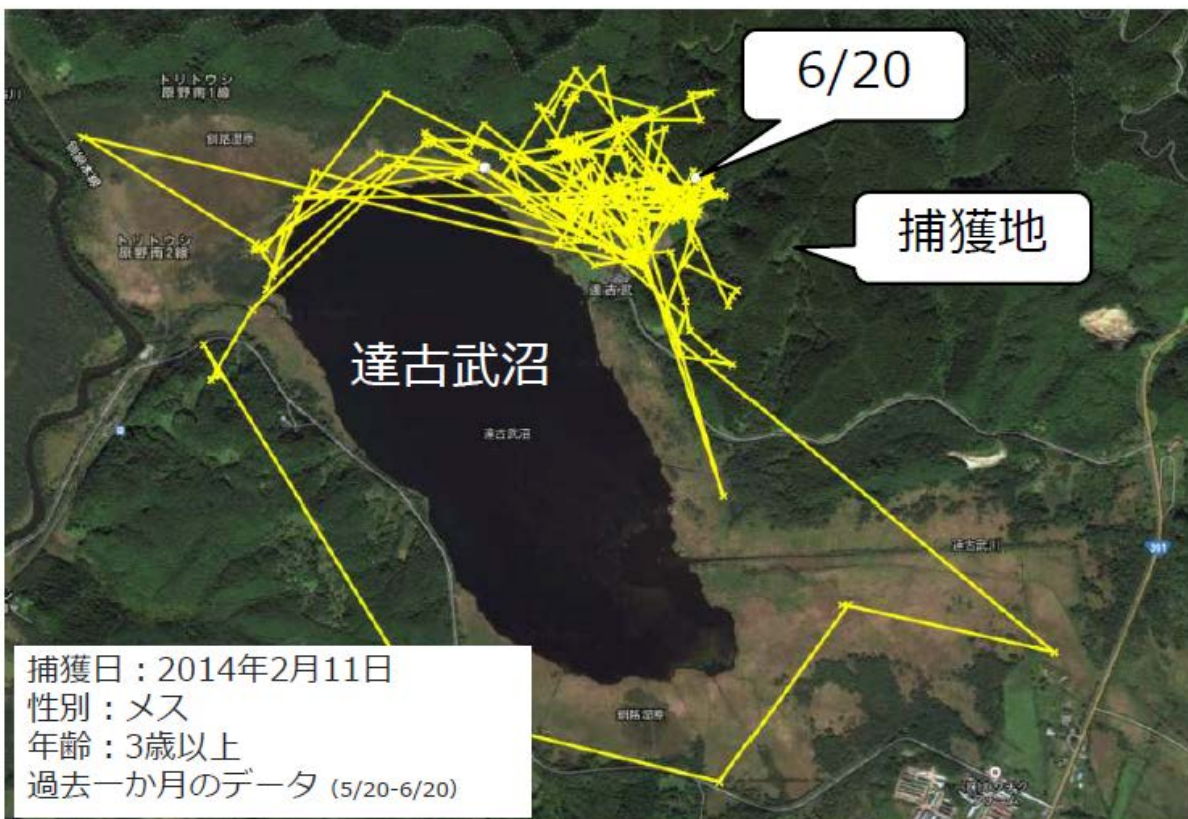 6/20
トリトウシ
原野南1線
釧路湿原
捕獲地
トリトウシ
原野南2線
達古武
達古武沼
達古武沼
達古武川
391
釧路湿原
捕獲日：2014年2月11日
性別：メス
年齢：3歳以上
過去一か月のデータ（5/20-6/20）